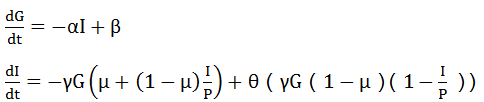 dG/dt = −αI + β
dI/dt = −γG(μ + (1 − μ) I/P) + θ ( γG ( 1 − μ )( 1 − I/P ))